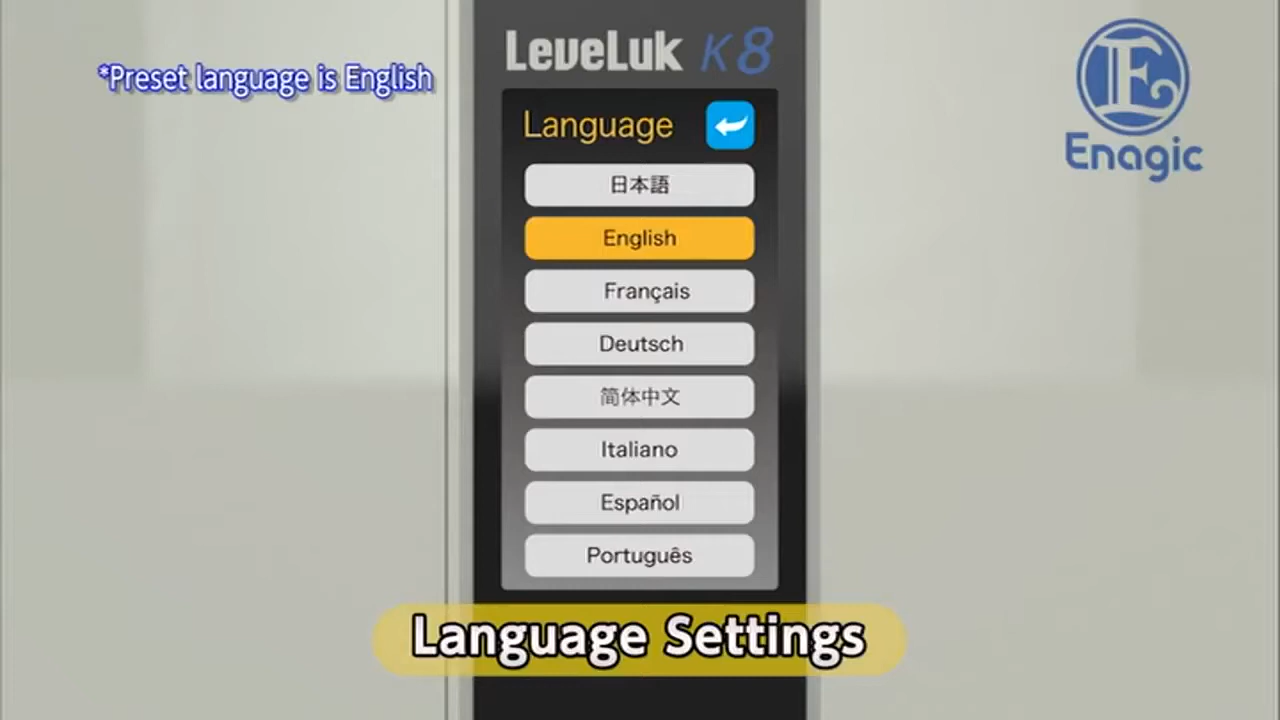 LeveLuk K8
*Preset language is English
Enagic
Language
日本語
English
Français
Deutsch
简体中文
Italiano
Español
Português
Language Settings